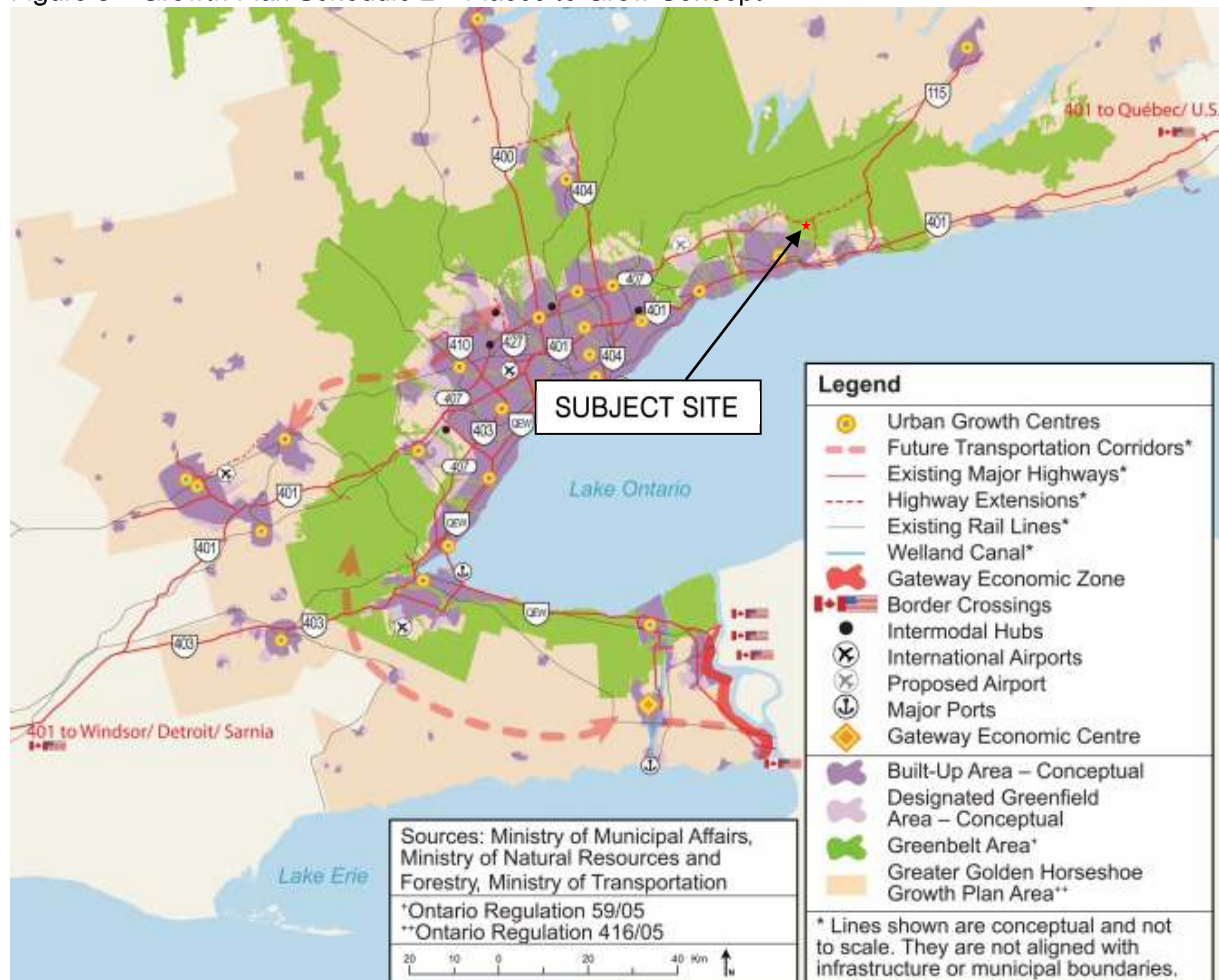 115
401 to Québec/ U.S.
400
404
401
407
401
410
427
401
404
SUBJECT SITE
407
403
QEW
407
Lake Ontario
401
QEW
401
403
403
QEW
401 to Windsor/ Detroit/ Sarnia
Lake Erie
Legend
Urban Growth Centres
Future Transportation Corridors*
Existing Major Highways*
Highway Extensions*
Existing Rail Lines*
Welland Canal*
Gateway Economic Zone
Border Crossings
Intermodal Hubs
International Airports
Proposed Airport
Major Ports
Gateway Economic Centre
Built-Up Area – Conceptual
Designated Greenfield
Area – Conceptual
Greenbelt Area+
Greater Golden Horseshoe
Growth Plan Area++
* Lines shown are conceptual and not
to scale. They are not aligned with
infrastructure or municipal boundaries.
Sources: Ministry of Municipal Affairs,
Ministry of Natural Resources and
Forestry, Ministry of Transportation
+Ontario Regulation 59/05
++Ontario Regulation 416/05
20 10 0 20 40 Km N